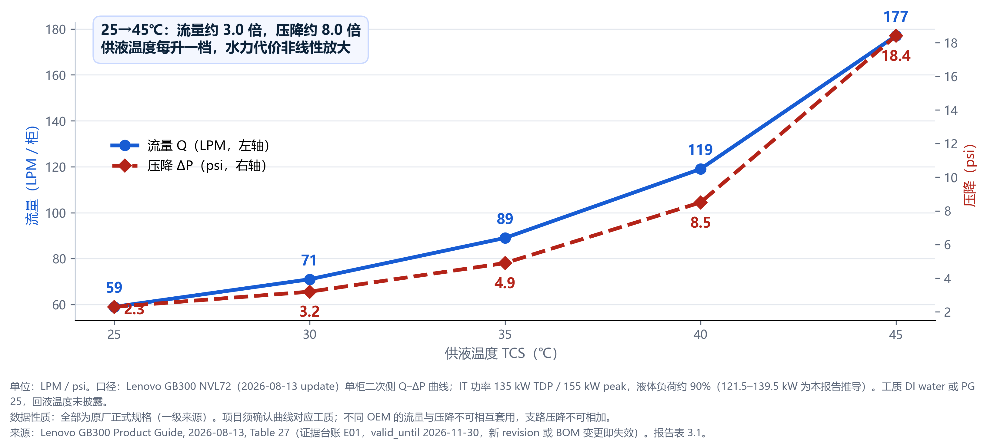 25→45℃：流量约 3.0 倍，压降约 8.0 倍
供液温度每升一档，水力代价非线性放大
流量 Q（LPM，左轴）
压降 ΔP（psi，右轴）
流量（LPM / 柜）
180
160
140
120
100
80
60
59
71
89
119
177
2.3
3.2
4.9
8.5
18.4
18
16
14
12
10
8
6
4
2
压降（psi）
25
30
35
40
45
供液温度 TCS（℃）
单位：LPM / psi。口径：Lenovo GB300 NVL72（2026-08-13 update）单柜二次侧 Q–ΔP 曲线；IT 功率 135 kW TDP / 155 kW peak，液体负荷约 90%（121.5–139.5 kW 为本报告推导）。工质 DI water 或 PG
25，回液温度未披露。
数据性质：全部为原厂正式规格（一级来源）。项目须确认曲线对应工质；不同 OEM 的流量与压降不可相互套用，支路压降不可相加。
来源：Lenovo GB300 Product Guide, 2026-08-13, Table 27（证据台账 E01，valid_until 2026-11-30，新 revision 或 BOM 变更即失效）。报告表 3.1。